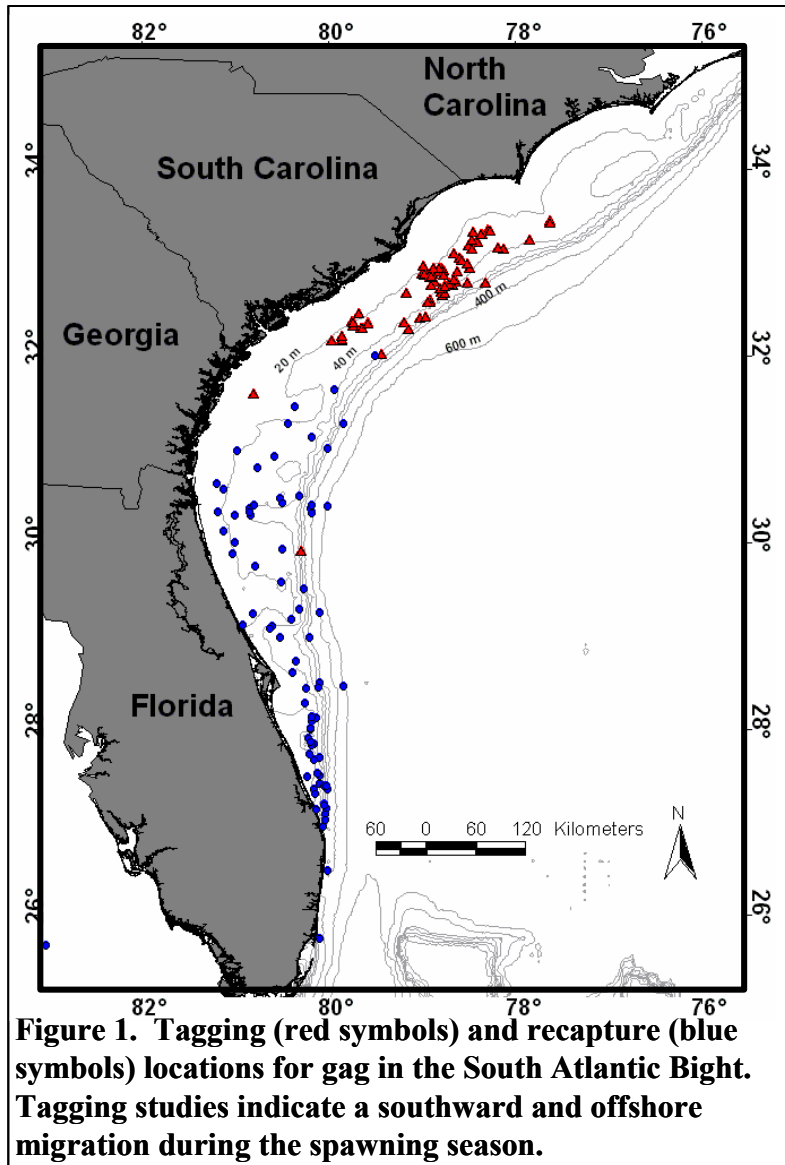 82° 80° 78° 76°
North
Carolina
34° 34°
South Carolina
400 m
Georgia
32° 20 m 40 m 600 m 32°
30° 30°
Florida
28° 28°
N
60 0 60 120 Kilometers
26° 26°
82° 80° 78° 76°
Figure 1. Tagging (red symbols) and recapture (blue
symbols) locations for gag in the South Atlantic Bight.
Tagging studies indicate a southward and offshore
migration during the spawning season.